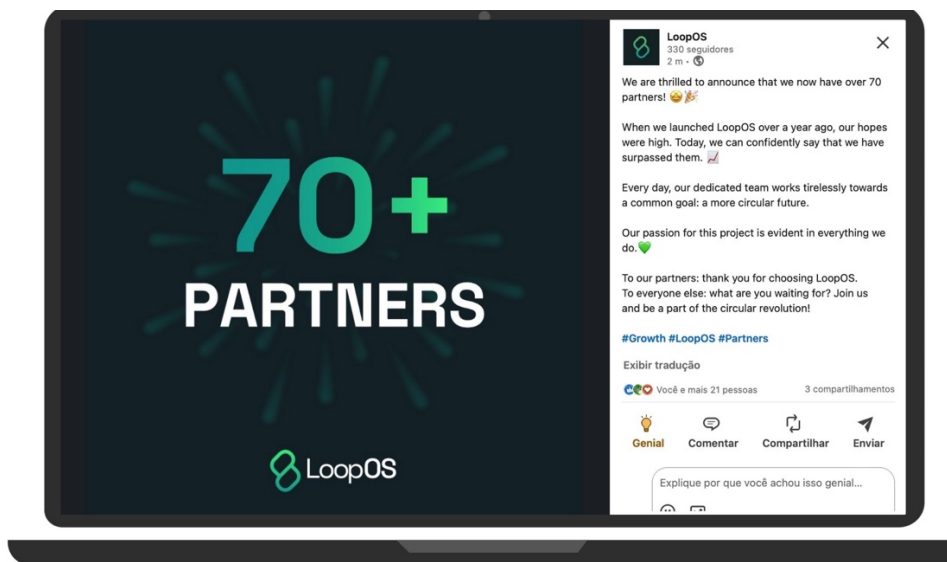 70+
PARTNERS
LoopOS
LoopOS
330 seguidores
2 m •
We are thrilled to announce that we now have over 70
partners! 🤩🎉
When we launched LoopOS over a year ago, our hopes
were high. Today, we can confidently say that we have
surpassed them. 📈
Every day, our dedicated team works tirelessly towards
a common goal: a more circular future.
Our passion for this project is evident in everything we
do.💚
To our partners: thank you for choosing LoopOS.
To everyone else: what are you waiting for? Join us
and be a part of the circular revolution!
#Growth #LoopOS #Partners
Exibir tradução
Você e mais 21 pessoas 3 compartilhamentos
Genial Comentar Compartilhar Enviar
Explique por que você achou isso genial...